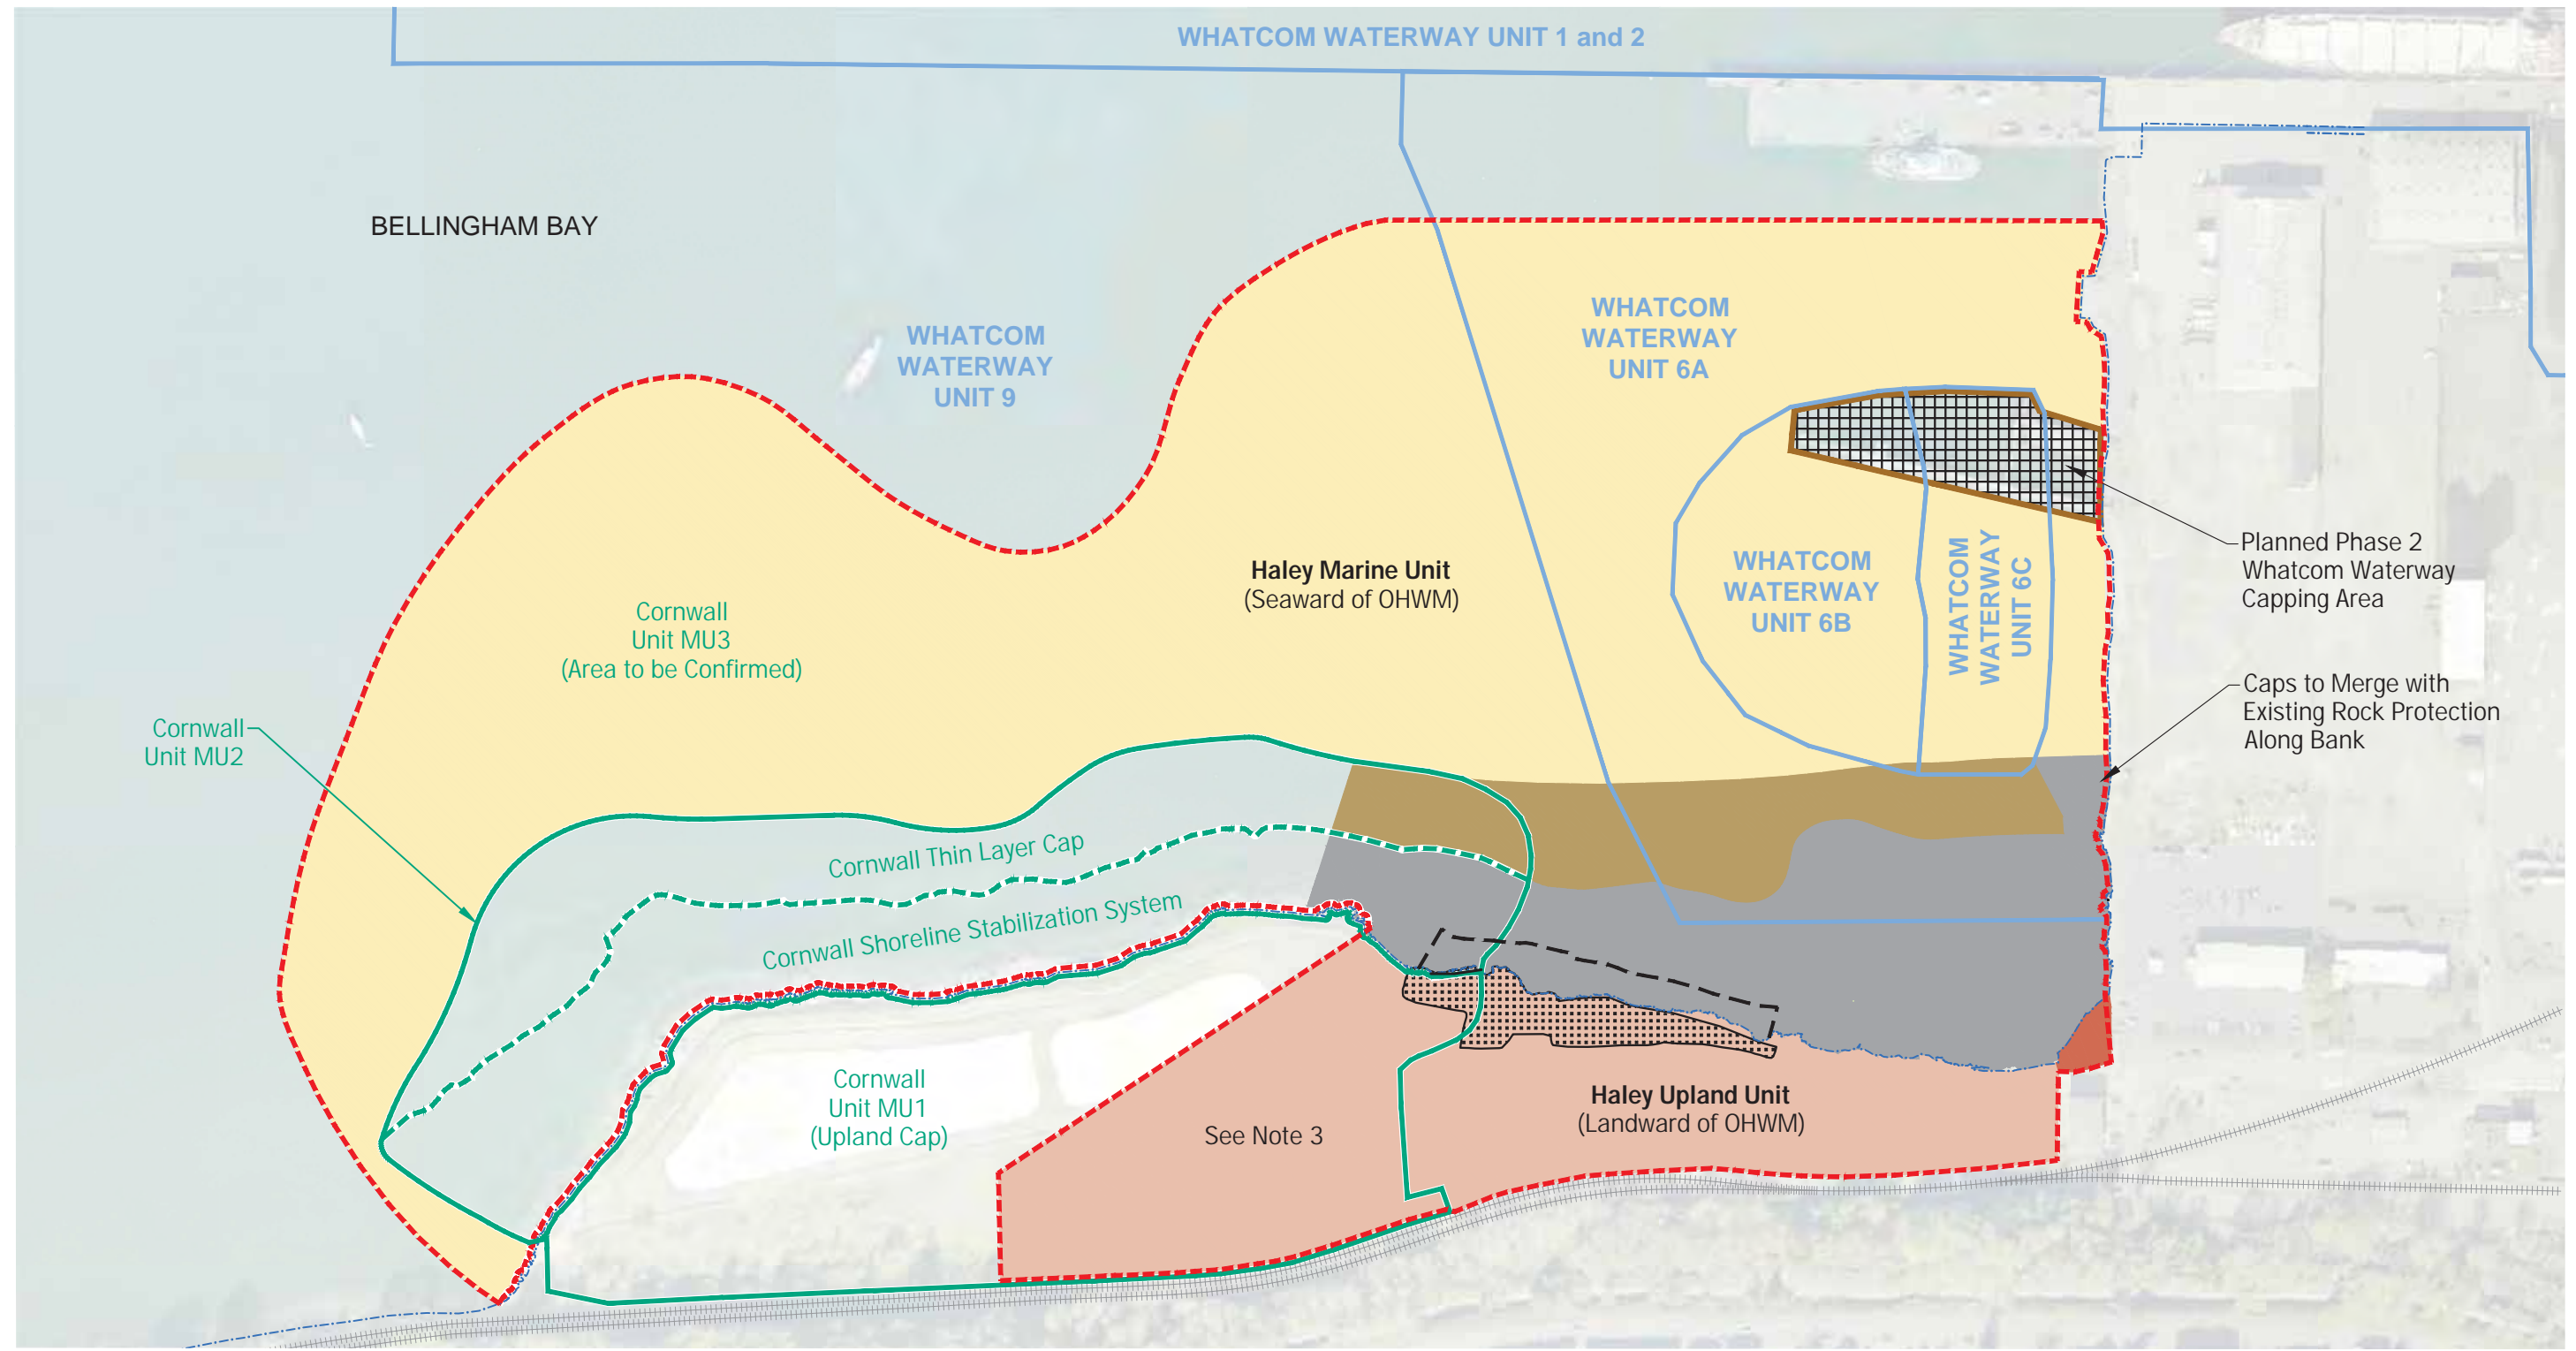 WHATCOM WATERWAY UNIT 1 and 2
BELLINGHAM BAY
WHATCOM
WATERWAY
UNIT 9
WHATCOM
WATERWAY
UNIT 6A
Haley Marine Unit
(Seaward of OHWM)
WHATCOM
WATERWAY
UNIT 6B
WHATCOM
WATERWAY
UNIT 6C
Planned Phase 2
Whatcom Waterway
Capping Area
Cornwall
Unit MU3
(Area to be Confirmed)
Cornwall
Unit MU2
Caps to Merge with
Existing Rock Protection
Along Bank
Cornwall Thin Layer Cap
Cornwall Shoreline Stabilization System
Cornwall
Unit MU1
(Upland Cap)
See Note 3
Haley Upland Unit
(Landward of OHWM)